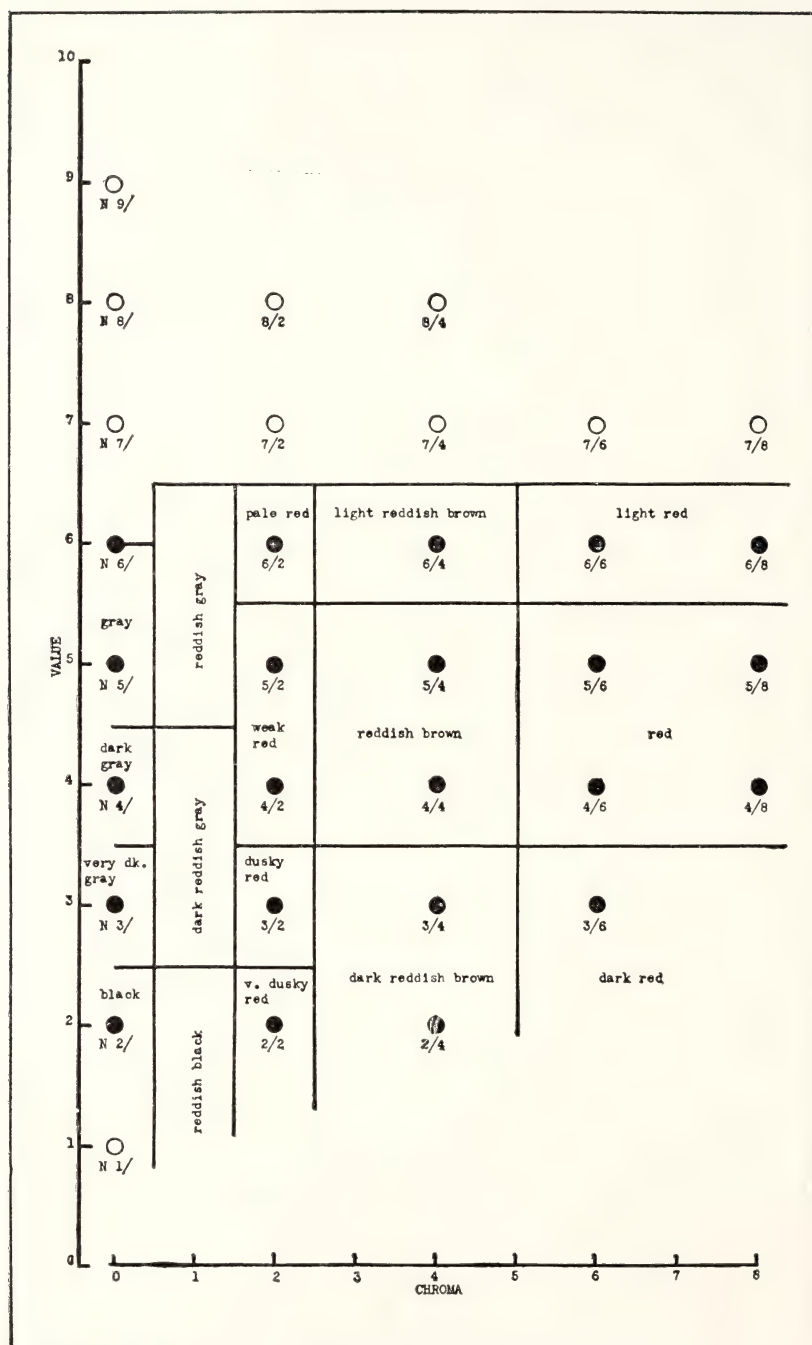 10
9
N 9/
8
N 8/
8/2
8/4
7
N 7/
7/2
7/4
7/6
7/8
pale red
light reddish brown
light red
6
N 6/
6/2
6/4
6/6
6/8
reddish gray
gray
VALUE
5
N 5/
5/2
5/4
5/6
5/8
weak
red
reddish brown
red
dark
gray
4
N 4/
4/2
4/4
4/6
4/8
dark reddish gray
very dk.
gray
dusky
red
3
N 3/
3/2
3/4
3/6
black
v. dusky
red
dark reddish brown
dark red
2
N 2/
2/2
2/4
reddish black
1
N 1/
0
0 1 2 3 4 5 6 7 8
CHROMA